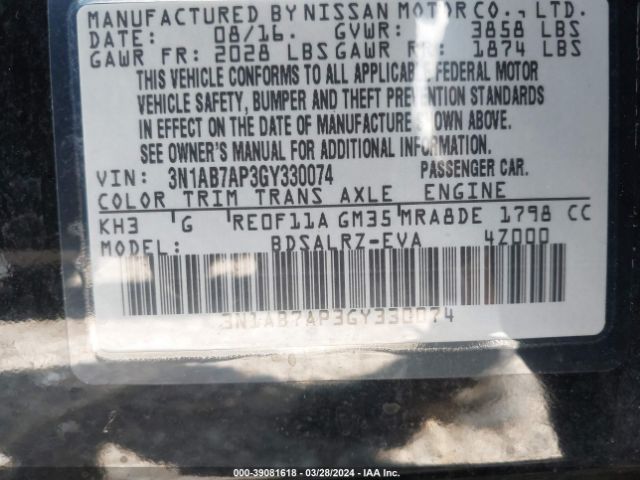 MANUFACTURED BY NISSAN MOTOR CO., LTD.
DATE: 08/16. GVWR: 3858 LBS
GAWR FR: 2028 LBS GAWR RR: 1874 LBS
THIS VEHICLE CONFORMS TO ALL APPLICABLE FEDERAL MOTOR
VEHICLE SAFETY, BUMPER AND THEFT PREVENTION STANDARDS
IN EFFECT ON THE DATE OF MANUFACTURE SHOWN ABOVE.
SEE OWNER'S MANUAL FOR ADDITIONAL INFORMATION.
VIN: 3N1AB7AP3GY330074 PASSENGER CAR.
COLOR TRIM TRANS AXLE ENGINE
KH3 G RE0F11A GM35 MRA8DE 1798 CC
MODEL: BDSALRZ-EVA 4Z000
3N1AB7AP3GY330074
000-39081618 | 03/28/2024 - IAA Inc.